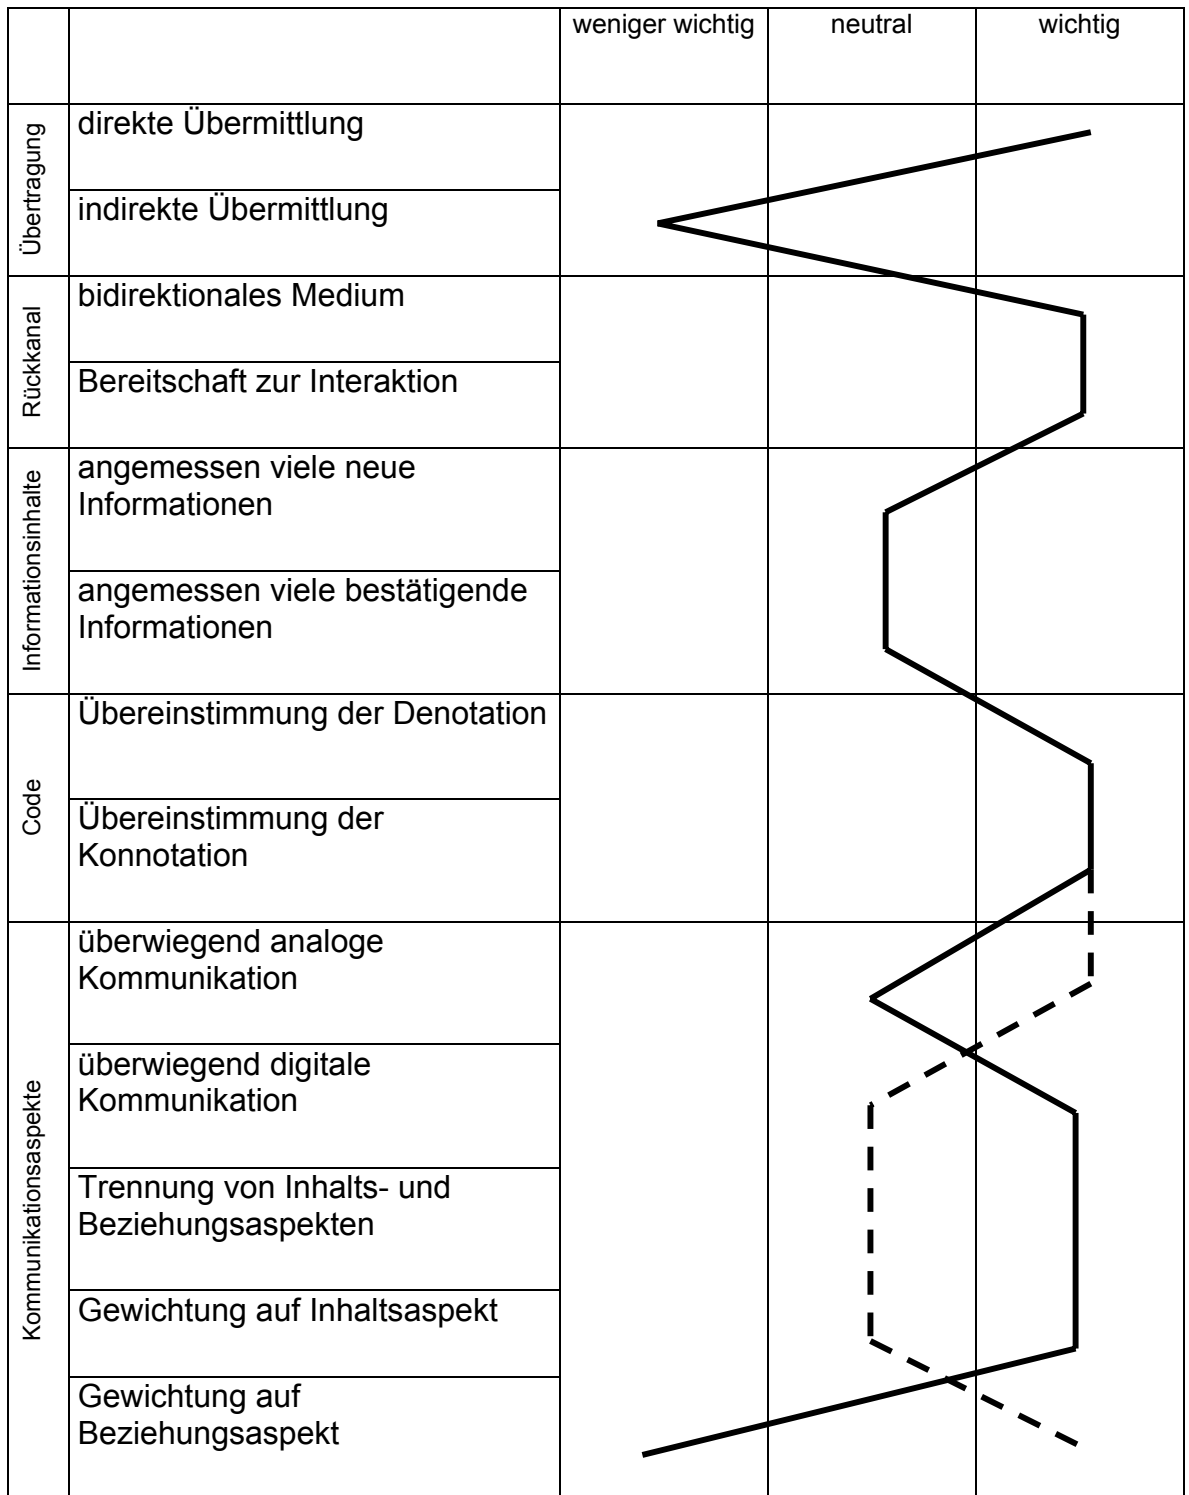 weniger wichtig
neutral
wichtig
Übertragung
direkte Übermittlung
indirekte Übermittlung
Rückkanal
bidirektionales Medium
Bereitschaft zur Interaktion
Informationsinhalte
angemessen viele neue
Informationen
angemessen viele bestätigende
Informationen
Code
Übereinstimmung der Denotation
Übereinstimmung der
Konnotation
Kommunikationsaspekte
überwiegend analoge
Kommunikation
überwiegend digitale
Kommunikation
Trennung von Inhalts- und
Beziehungsaspekten
Gewichtung auf Inhaltsaspekt
Gewichtung auf
Beziehungsaspekt